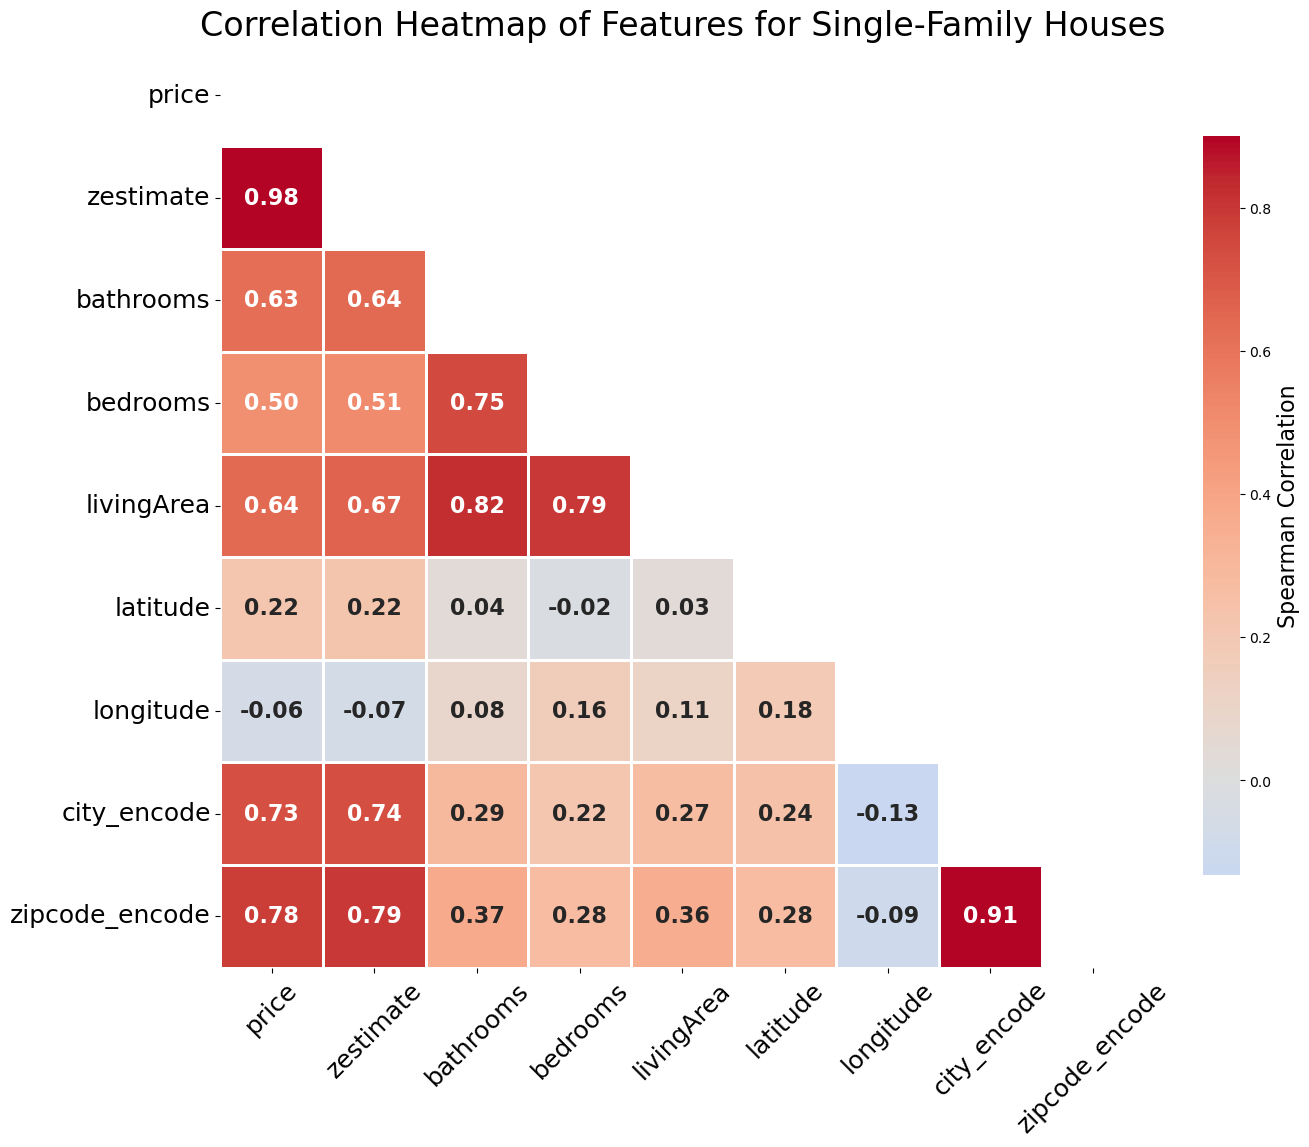 Correlation Heatmap of Features for Single-Family Houses
price
zestimate 0.98
bathrooms 0.63 0.64
bedrooms 0.50 0.51 0.75
livingArea 0.64 0.67 0.82 0.79
latitude 0.22 0.22 0.04 -0.02 0.03
longitude -0.06 -0.07 0.08 0.16 0.11 0.18
city_encode 0.73 0.74 0.29 0.22 0.27 0.24 -0.13
zipcode_encode 0.78 0.79 0.37 0.28 0.36 0.28 -0.09 0.91
price zestimate bathrooms bedrooms livingArea latitude longitude city_encode zipcode_encode
0.8
0.6
0.4
0.2
0.0
Spearman Correlation